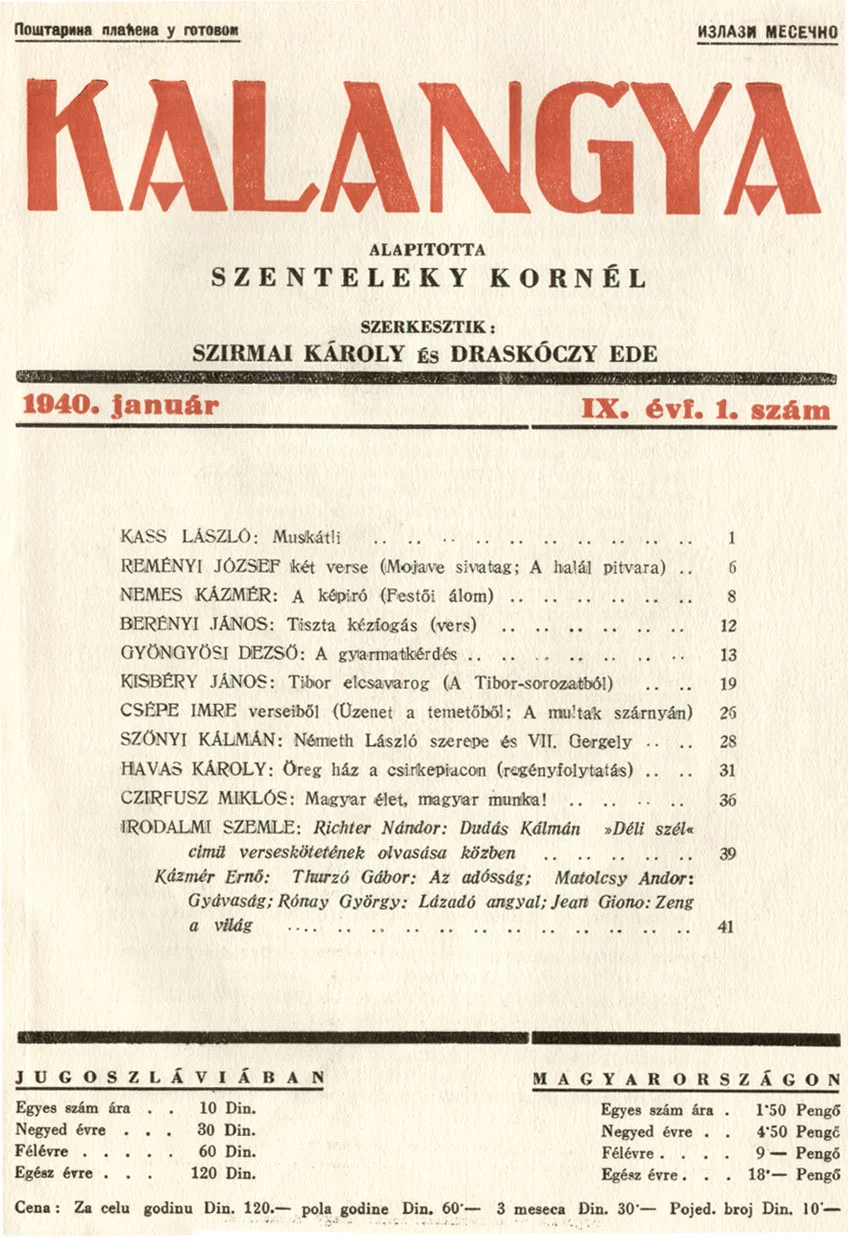 Поштарина плаћена у готовом
ИЗЛАЗИ МЕСЕЧНО
KALANGYA
ALAPITOTTA
SZENTELEKY KORNÉL
SZERKESZTIK:
SZIRMAI KÁROLY és DRASKÓCZY EDE
1940. január
IX. évf. 1. szám
KASS LÁSZLÓ: Muskátli .. .. .. .. .. .. .. .. .. .. .. 1
REMÉNYI JÓZSEF két verse (Mojave sivatag; A halál pitvara) .. 6
NEMES KÁZMÉR: A képiró (Festői álom) .. .. .. .. .. .. 8
BERÉNYI JÁNOS: Tiszta kézfogás (vers) .. .. .. .. .. .. 12
GYÖNGYÖSI DEZSŐ: A gyarmatkérdés .. .. .. .. .. .. .. 13
KISBÉRY JÁNOS: Tibor elcsavarog (A Tibor-sorozatból) .. .. 19
CSÉPE IMRE verseiből (Üzenet a temetőből; A multak szárnyán) 26
SZŐNYI KÁLMÁN: Németh László szerepe és VII. Gergely .. .. 28
HAVAS KÁROLY: Öreg ház a csirkepiacon (regényfolytatás) .. .. 31
CZIRFUSZ MIKLÓS: Magyar élet, magyar munka! .. .. .. .. 36
IRODALMI SZEMLE: Richter Nándor: Dudás Kálmán »Déli szél«
cimü verseskötetének olvasása közben .. .. .. .. .. 39
Kázmér Ernő: Thurzó Gábor: Az adósság; Matolcsy Andor:
Gyávaság; Rónay György: Lázadó angyal; Jean Giono: Zeng
a világ .. .. .. .. .. .. .. .. .. .. .. .. .. 41
JUGOSZLÁVIÁBAN
Egyes szám ára . . 10 Din.
Negyed évre . . . 30 Din.
Félévre . . . . . 60 Din.
Egész évre . . . 120 Din.
MAGYARORSZÁGON
Egyes szám ára . 1·50 Pengő
Negyed évre . . 4·50 Pengő
Félévre . . . . 9 — Pengő
Egész évre . . . 18·— Pengő
Cena: Za celu godinu Din. 120.— pola godine Din. 60·— 3 meseca Din. 30·— Pojed. broj Din. 10·—